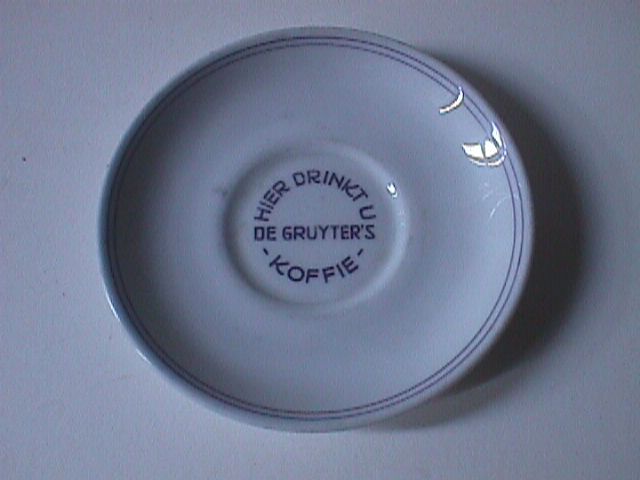 HIER DRINKT U
DE GRUYTER'S
- KOFFIE -